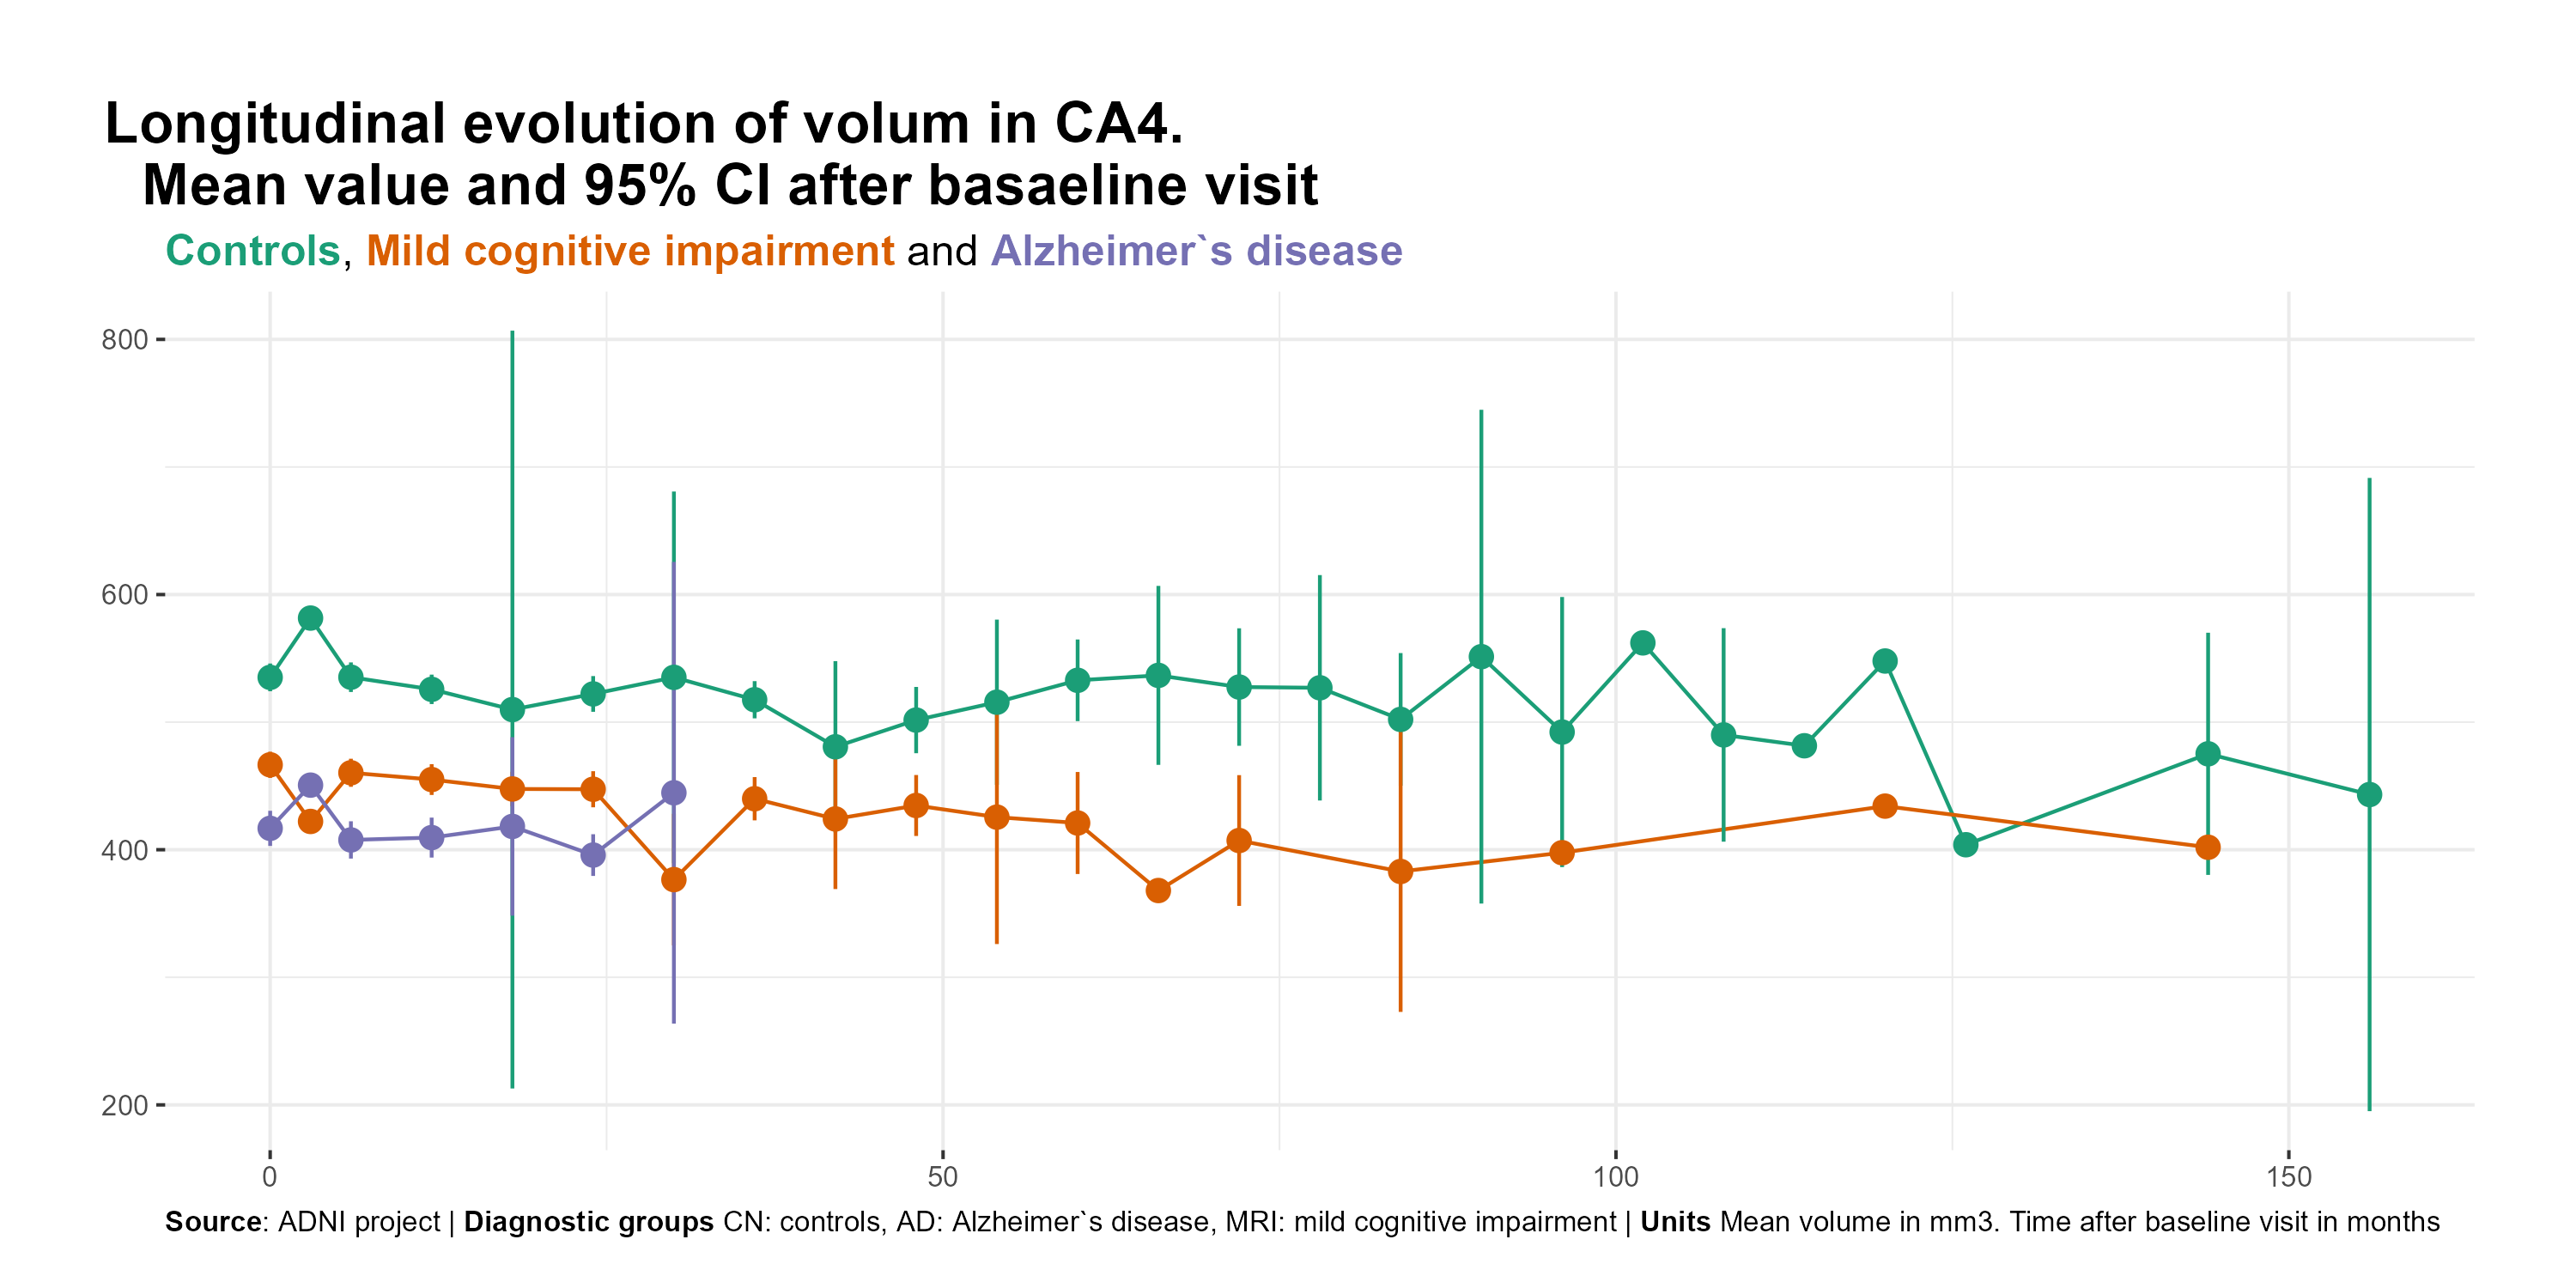 Longitudinal evolution of volum in CA4.
Mean value and 95% CI after basaeline visit
Controls, Mild cognitive impairment and Alzheimer`s disease
800
600
400
200
0 50 100 150
Source: ADNI project | Diagnostic groups CN: controls, AD: Alzheimer`s disease, MRI: mild cognitive impairment | Units Mean volume in mm3. Time after baseline visit in months